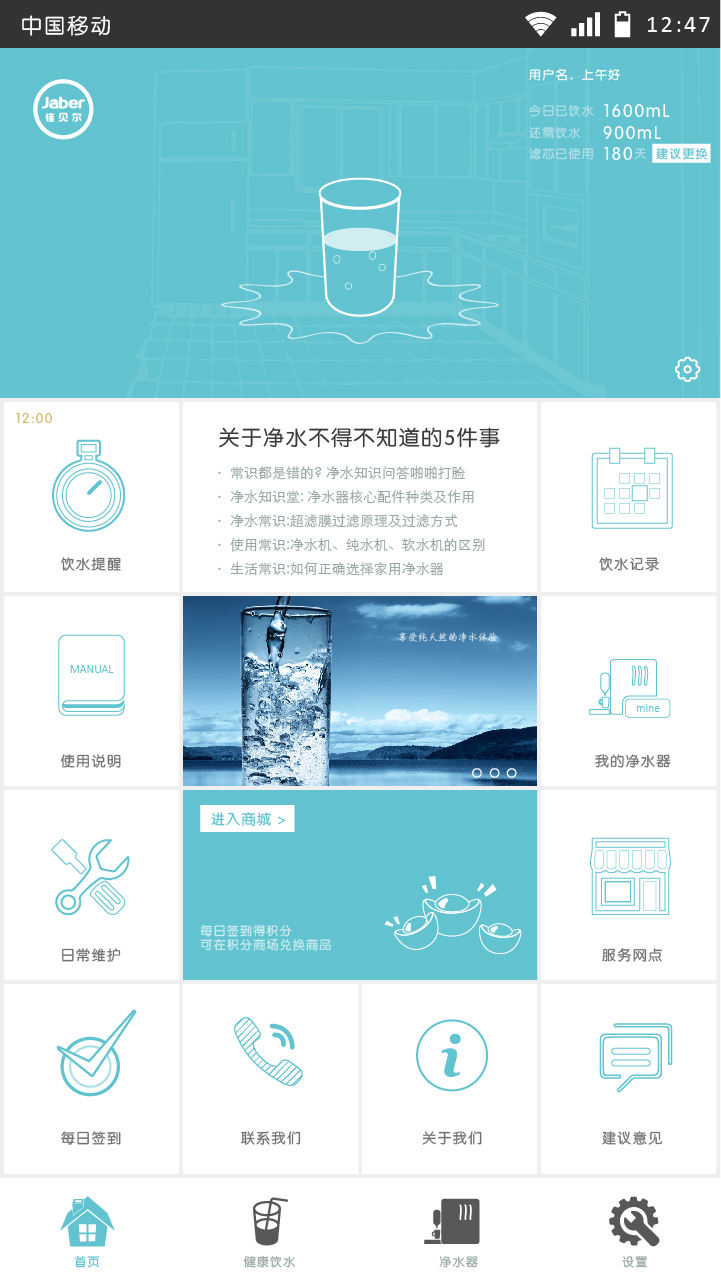 中国移动
12:47
Jaber
佳贝尔
用户名，上午好
今日已饮水 1600mL
还需饮水 900mL
滤芯已使用 180天 建议更换
12:00
饮水提醒
关于净水不得不知道的5件事
· 常识都是错的? 净水知识问答啪啪打脸
· 净水知识堂: 净水器核心配件种类及作用
· 净水常识:超滤膜过滤原理及过滤方式
· 使用常识:净水机、纯水机、软水机的区别
· 生活常识:如何正确选择家用净水器
饮水记录
MANUAL
使用说明
享受纯天然的净水体验
mine
我的净水器
日常维护
进入商城 >
每日签到得积分
可在积分商场兑换商品
服务网点
每日签到
联系我们
关于我们
建议意见
首页
健康饮水
净水器
设置